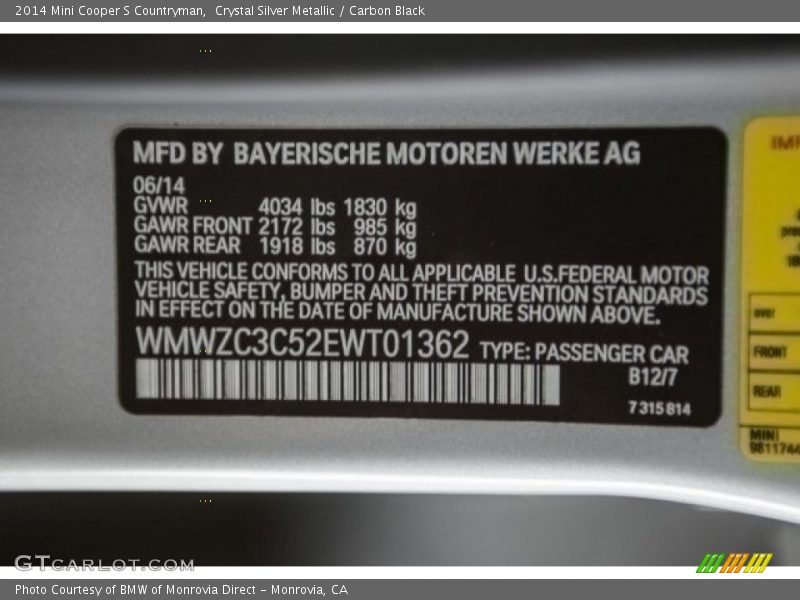 2014 Mini Cooper S Countryman, Crystal Silver Metallic / Carbon Black
MFD BY BAYERISCHE MOTOREN WERKE AG
06/14
GVWR 4034 lbs 1830 kg
GAWR FRONT 2172 lbs 985 kg
GAWR REAR 1918 lbs 870 kg
THIS VEHICLE CONFORMS TO ALL APPLICABLE U.S.FEDERAL MOTOR
VEHICLE SAFETY, BUMPER AND THEFT PREVENTION STANDARDS
IN EFFECT ON THE DATE OF MANUFACTURE SHOWN ABOVE.
WMWZC3C52EWT01362 TYPE: PASSENGER CAR
B12/7
7 315 814
FRONT
REAR
MINI
9811744
GTCARLOT.COM
Photo Courtesy of BMW of Monrovia Direct - Monrovia, CA